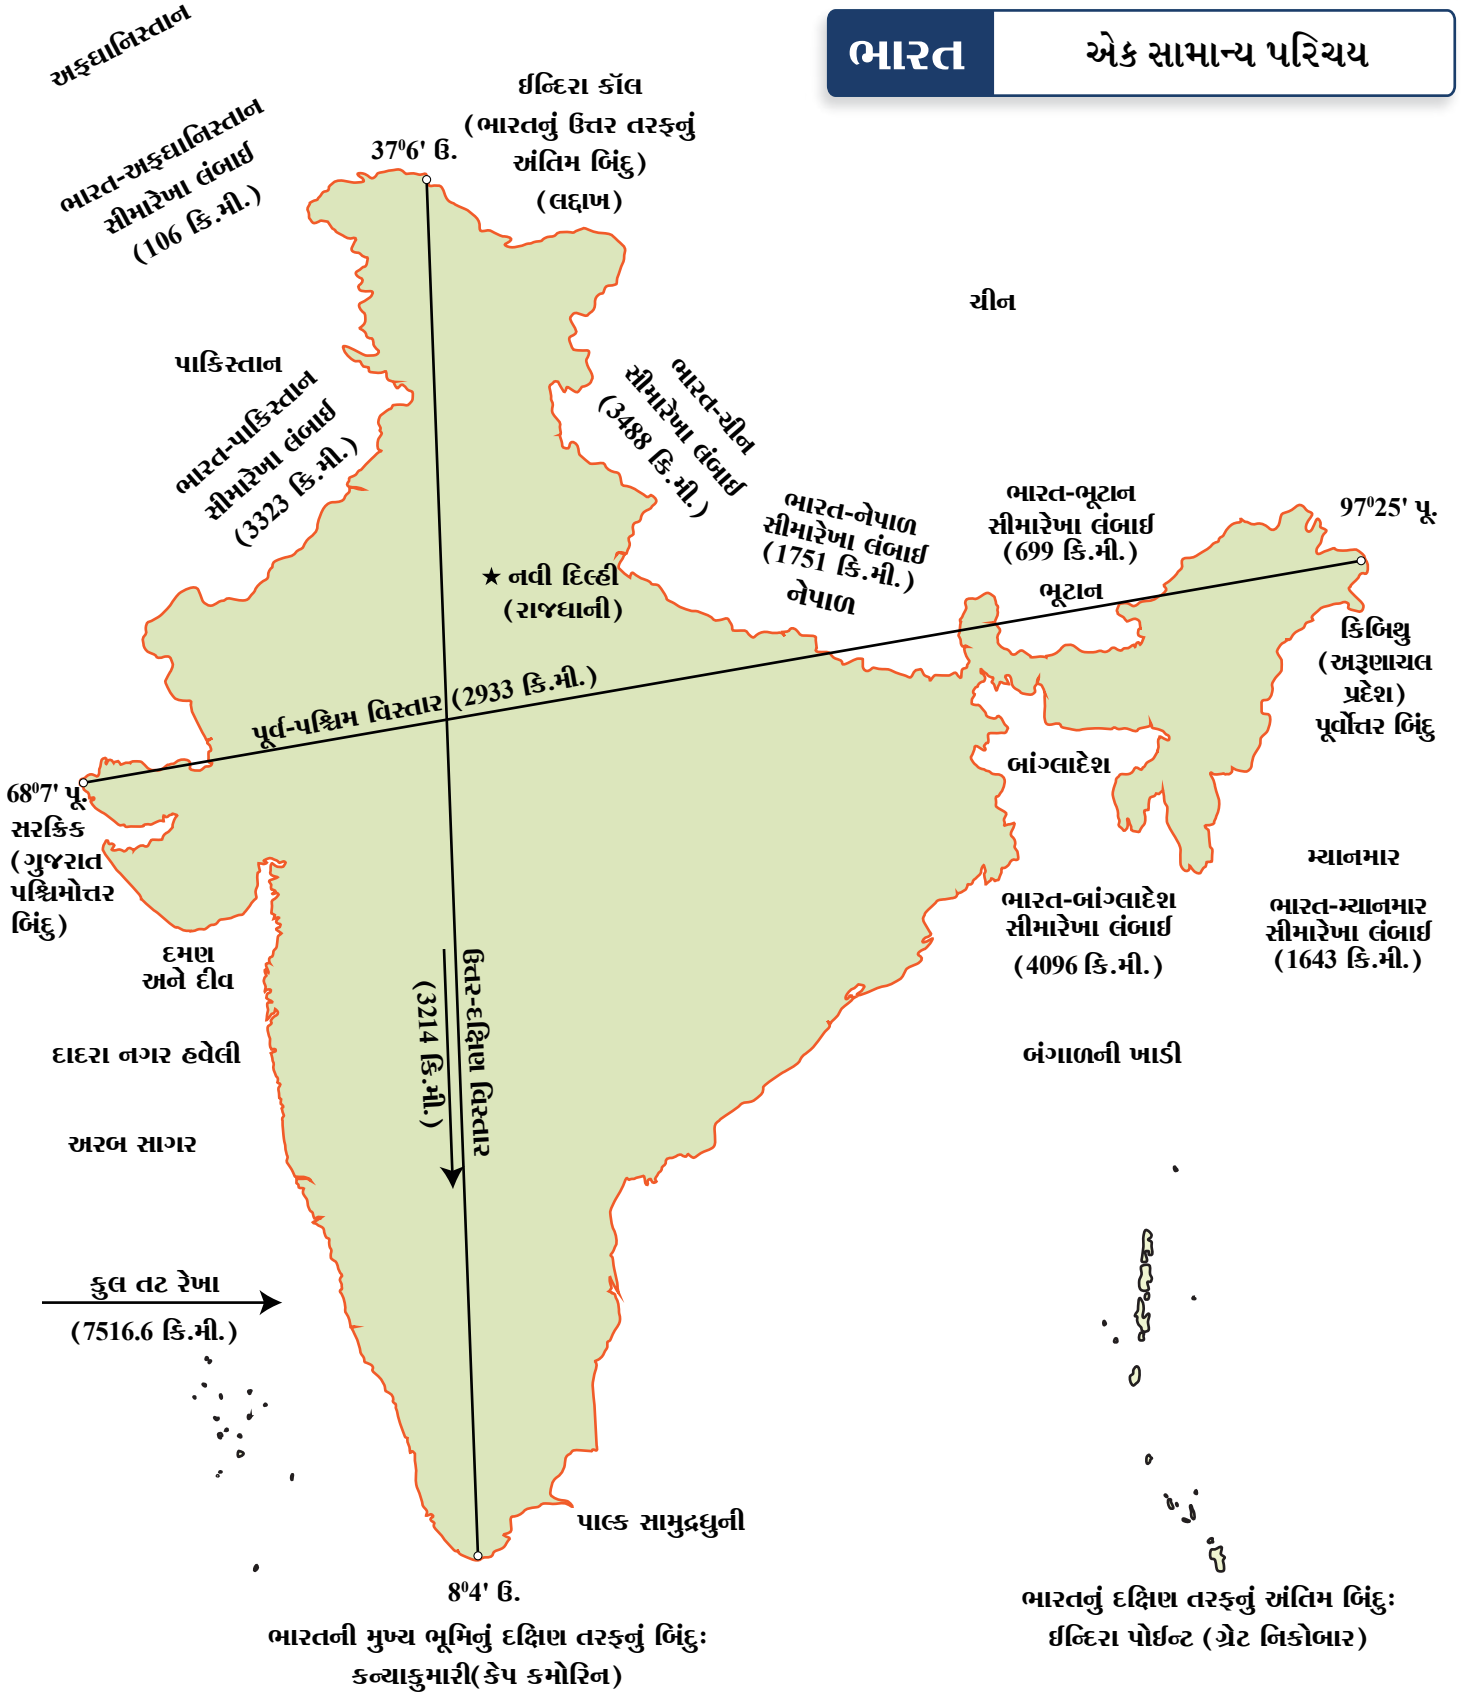 ભારત
એક સામાન્ય પરિચય
અફઘાનિસ્તાન
ભારત-અફઘાનિસ્તાન
સીમારેખા લંબાઈ
(106 કિ.મી.)
37⁰6' ઉ.
ઈન્દિરા કૉલ
(ભારતનું ઉત્તર તરફનું
અંતિમ બિંદુ)
(લદ્દાખ)
ચીન
પાકિસ્તાન
ભારત-પાકિસ્તાન
સીમારેખા લંબાઈ
(3323 કિ.મી.)
ભારત-ચીન
સીમારેખા લંબાઈ
(3488 કિ.મી.)
ભારત-નેપાળ
સીમારેખા લંબાઈ
(1751 કિ.મી.)
નેપાળ
ભારત-ભૂટાન
સીમારેખા લંબાઈ
(699 કિ.મી.)
ભૂટાન
97⁰25' પૂ.
★ નવી દિલ્હી
(રાજધાની)
કિબિથુ
(અરૂણાચલ
પ્રદેશ)
પૂર્વોત્તર બિંદુ
પૂર્વ-પશ્ચિમ વિસ્તાર (2933 કિ.મી.)
બાંગ્લાદેશ
68⁰7' પૂ.
સરક્રિક
(ગુજરાત
પશ્ચિમોત્તર
બિંદુ)
મ્યાનમાર
ભારત-બાંગ્લાદેશ
સીમારેખા લંબાઈ
(4096 કિ.મી.)
ભારત-મ્યાનમાર
સીમારેખા લંબાઈ
(1643 કિ.મી.)
દમણ
અને દીવ
ઉત્તર-દક્ષિણ વિસ્તાર
(3214 કિ.મી.)
દાદરા નગર હવેલી
બંગાળની ખાડી
અરબ સાગર
કુલ તટ રેખા
(7516.6 કિ.મી.)
પાલ્ક સામુદ્રધુની
8⁰4' ઉ.
ભારતની મુખ્ય ભૂમિનું દક્ષિણ તરફનું બિંદુઃ
કન્યાકુમારી(કેપ કમોરિન)
ભારતનું દક્ષિણ તરફનું અંતિમ બિંદુઃ
ઈન્દિરા પોઈન્ટ (ગ્રેટ નિકોબાર)